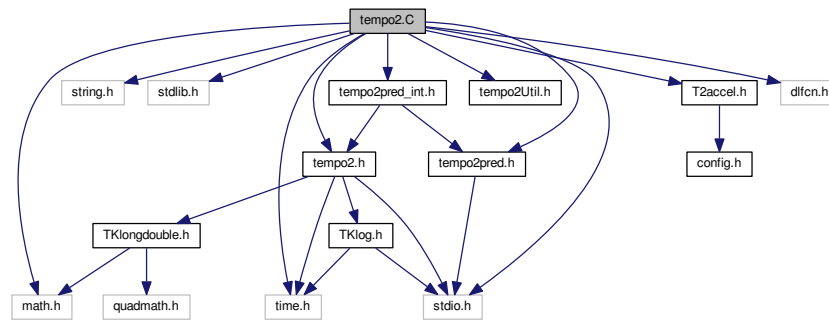 tempo2.C
string.h
stdlib.h
tempo2pred_int.h
tempo2Util.h
T2accel.h
dlfcn.h
tempo2.h
tempo2pred.h
config.h
TKlongdouble.h
TKlog.h
math.h
quadmath.h
time.h
stdio.h